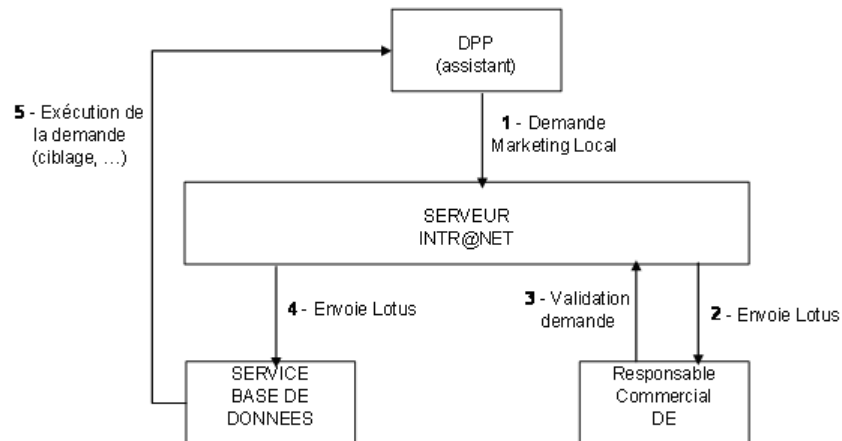 DPP
(assistant)
5 - Exécution de
la demande
(ciblage, ...)
1 - Demande
Marketing Local
SERVEUR
INTR@NET
4 - Envoie Lotus
3 - Validation
demande
2 - Envoie Lotus
SERVICE
BASE DE
DONNEES
Responsable
Commercial
DE